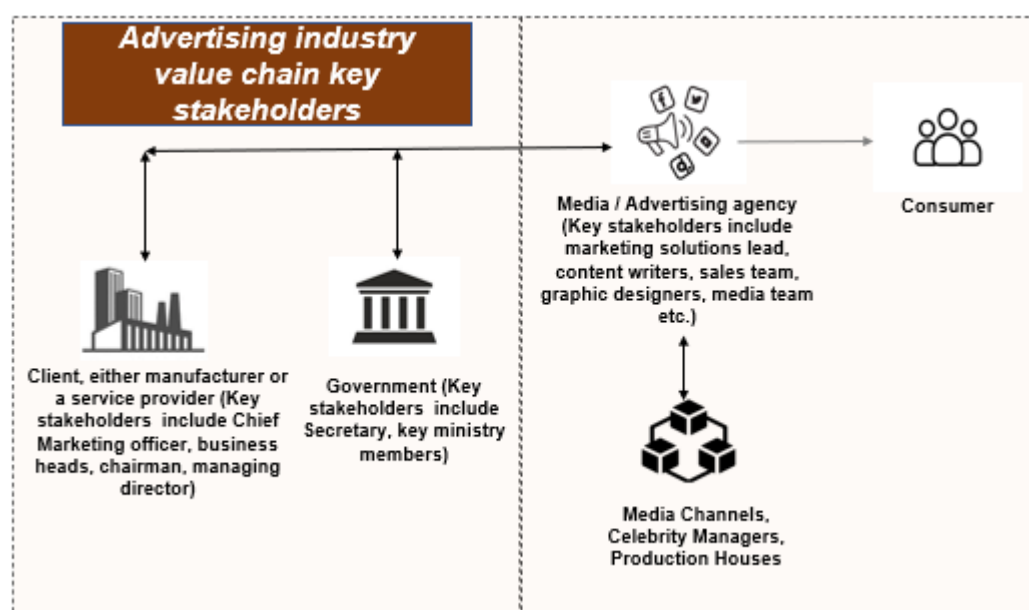 Advertising industry
value chain key
stakeholders
Media / Advertising agency
(Key stakeholders include
marketing solutions lead,
content writers, sales team,
graphic designers, media team
etc.)
Consumer
Client, either manufacturer or
a service provider (Key
stakeholders include Chief
Marketing officer, business
heads, chairman, managing
director)
Government (Key
stakeholders include
Secretary, key ministry
members)
Media Channels,
Celebrity Managers,
Production Houses